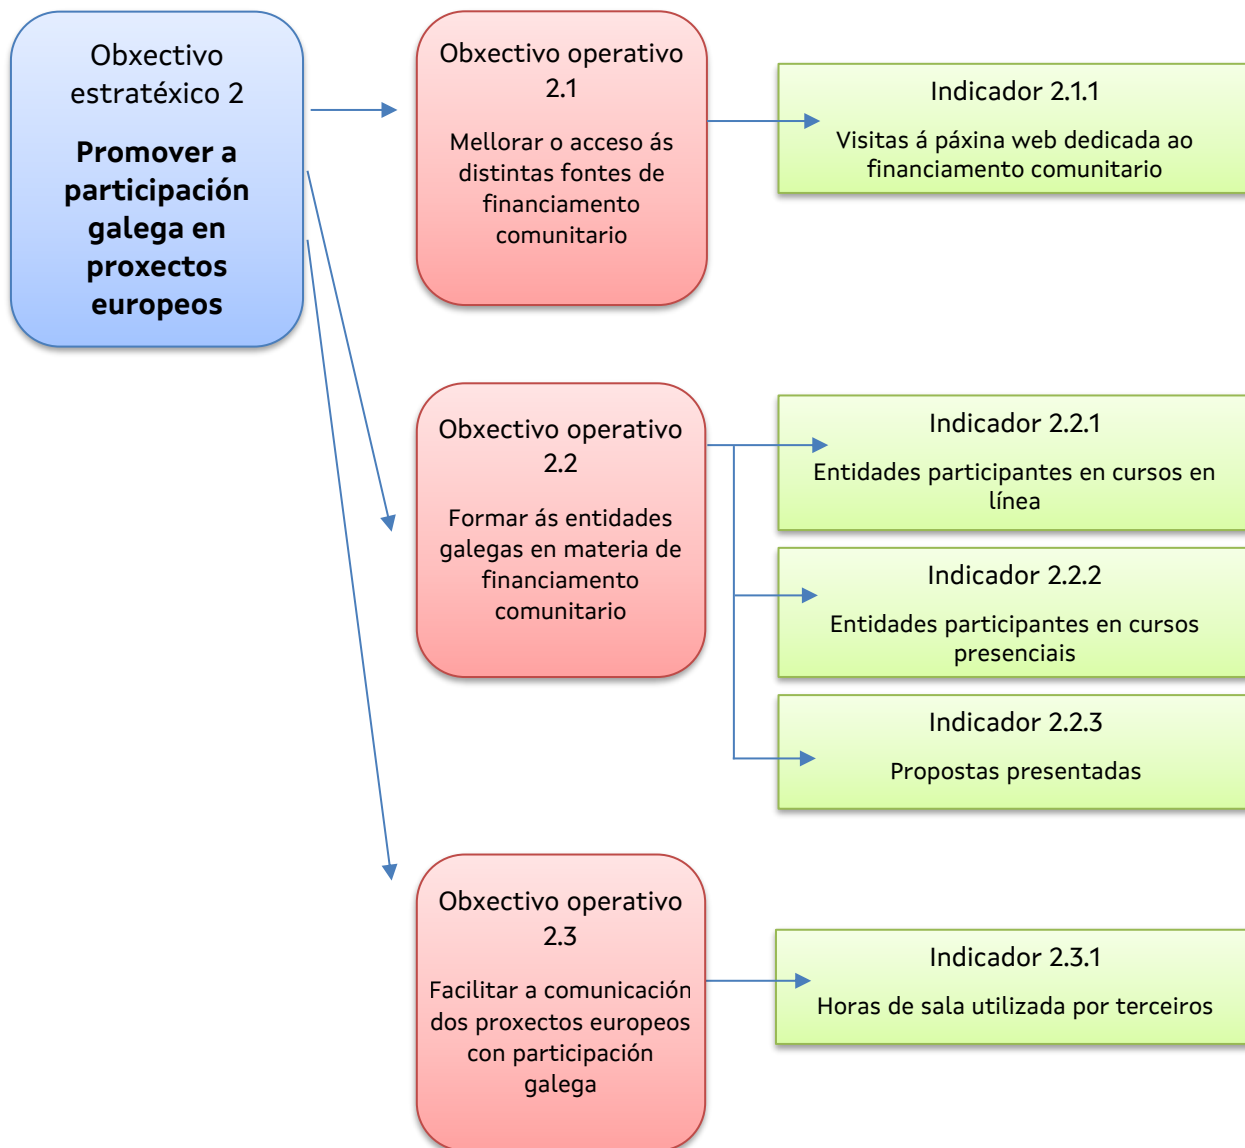 Obxectivo
estratéxico 2
Promover a
participación
galega en
proxectos
europeos
Obxectivo operativo
2.1
Mellorar o acceso ás
distintas fontes de
financiamento
comunitario
Indicador 2.1.1
Visitas á páxina web dedicada ao
financiamento comunitario
Obxectivo operativo
2.2
Formar ás entidades
galegas en materia de
financiamento
comunitario
Indicador 2.2.1
Entidades participantes en cursos en
línea
Indicador 2.2.2
Entidades participantes en cursos
presenciais
Indicador 2.2.3
Propostas presentadas
Obxectivo operativo
2.3
Facilitar a comunicación
dos proxectos europeos
con participación
galega
Indicador 2.3.1
Horas de sala utilizada por terceiros